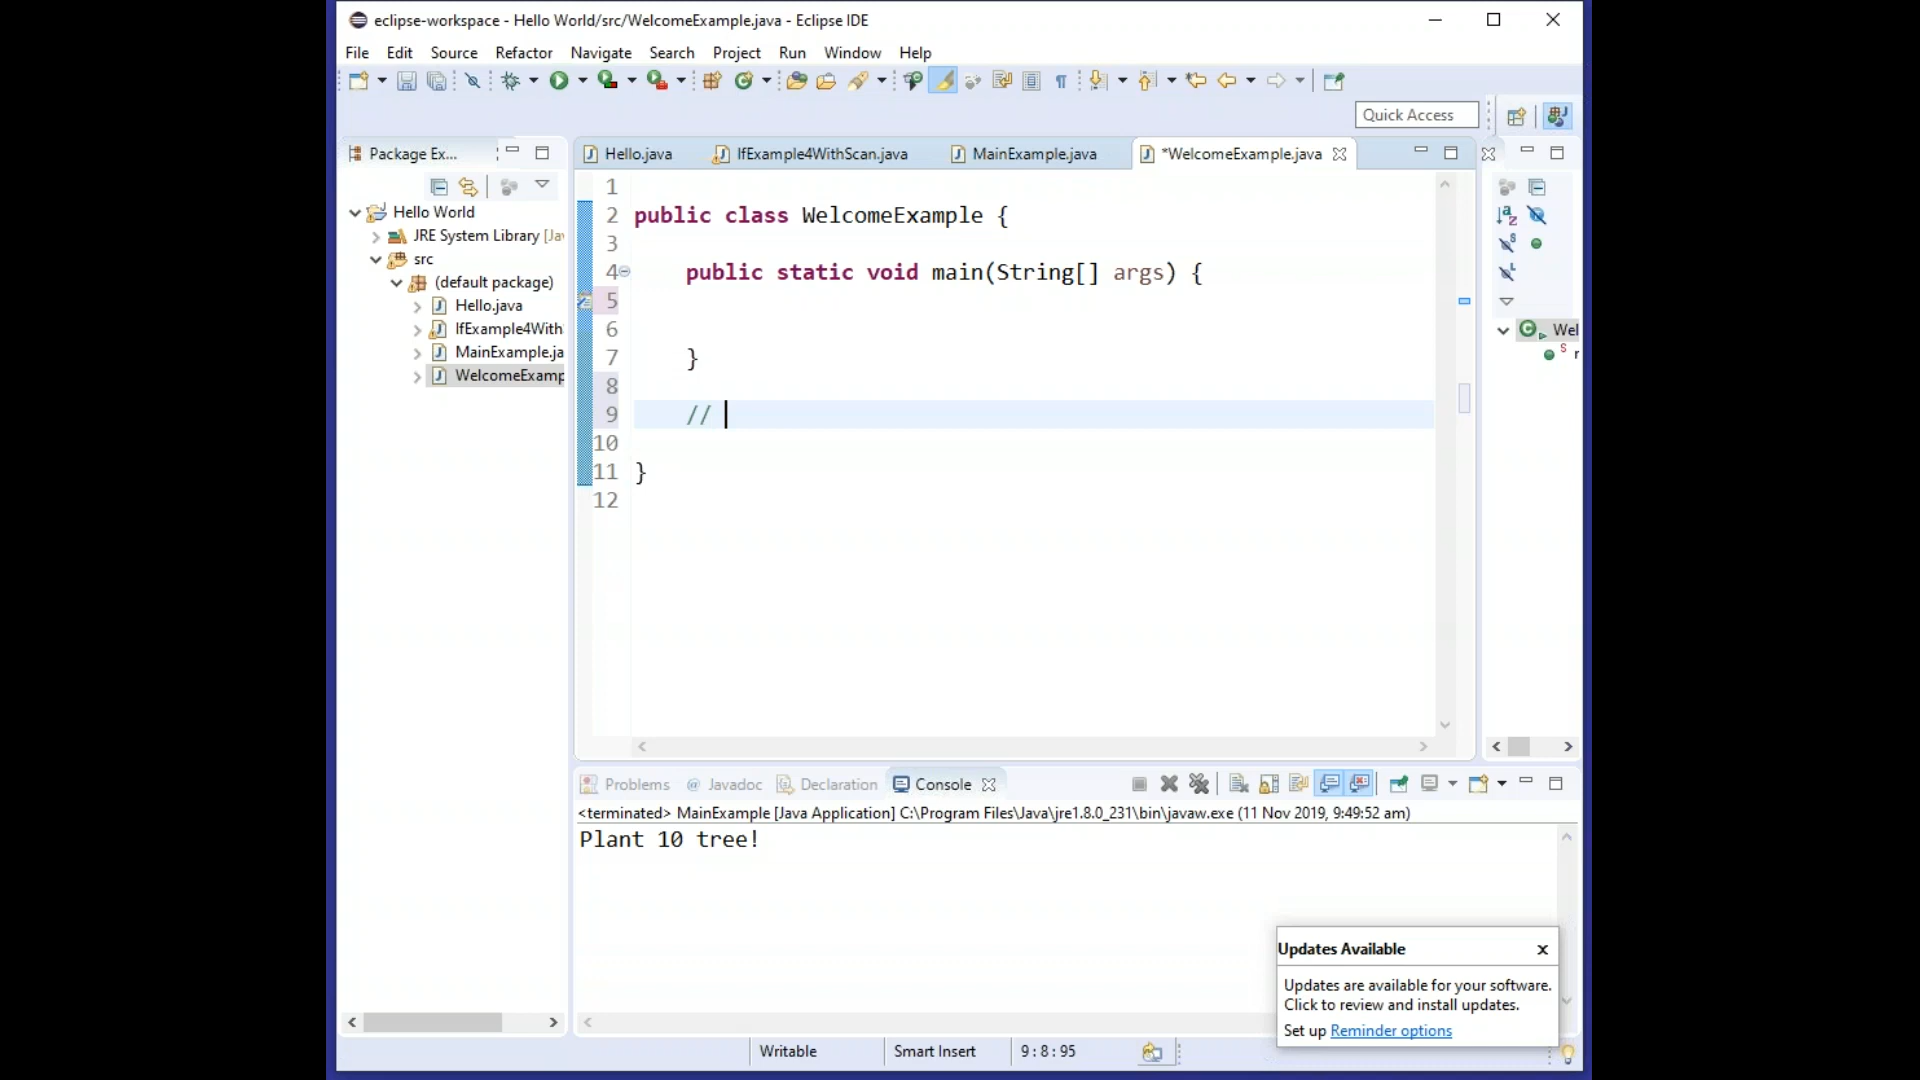 eclipse-workspace - Hello World/src/WelcomeExample.java - Eclipse IDE
File Edit Source Refactor Navigate Search Project Run Window Help
Quick Access
Package Ex...
Hello.java IfExample4WithScan.java MainExample.java *WelcomeExample.java
Hello World
JRE System Library [Jav
src
(default package)
Hello.java
IfExample4With
MainExample.ja
WelcomeExamp
1
2 public class WelcomeExample {
3
4 public static void main(String[] args) {
5
6
7 }
8
9 //
10
11 }
12
Wel
Problems @ Javadoc Declaration Console
<terminated> MainExample [Java Application] C:\Program Files\Java\jre1.8.0_231\bin\javaw.exe (11 Nov 2019, 9:49:52 am)
Plant 10 tree!
Updates Available x
Updates are available for your software.
Click to review and install updates.
Set up Reminder options
Writable Smart Insert 9 : 8 : 95